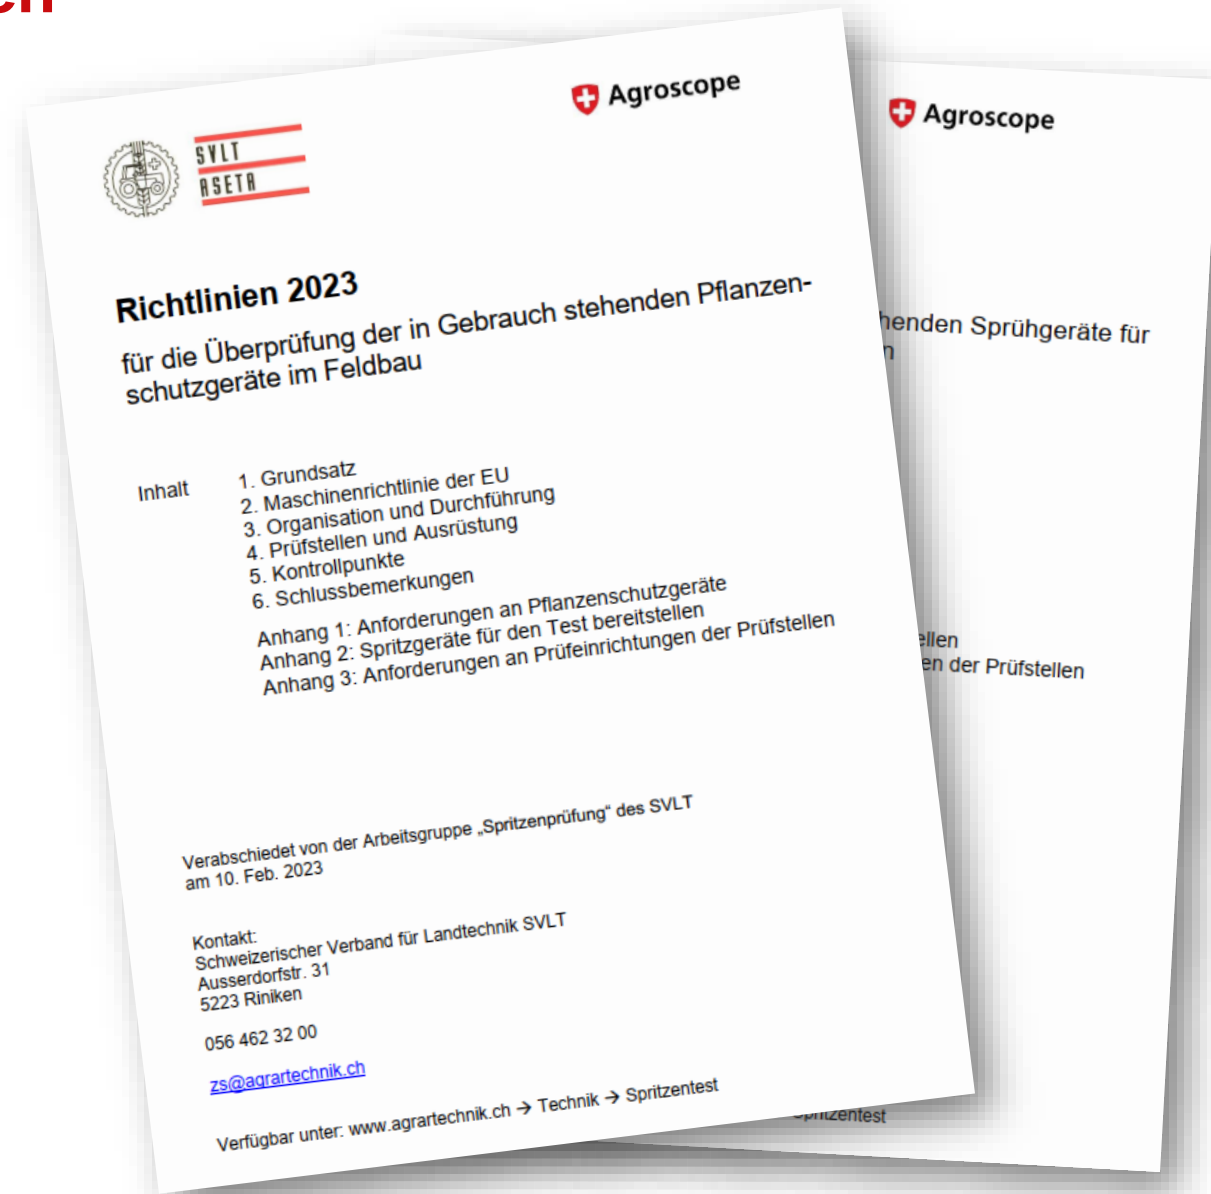 SVLT
ASETA
Agroscope
Richtlinien 2023
für die Überprüfung der in Gebrauch stehenden Pflanzen-
schutzgeräte im Feldbau
Inhalt
1. Grundsatz
2. Maschinenrichtlinie der EU
3. Organisation und Durchführung
4. Prüfstellen und Ausrüstung
5. Kontrollpunkte
6. Schlussbemerkungen
Anhang 1: Anforderungen an Pflanzenschutzgeräte
Anhang 2: Spritzgeräte für den Test bereitstellen
Anhang 3: Anforderungen an Prüfeinrichtungen der Prüfstellen
Verabschiedet von der Arbeitsgruppe „Spritzenprüfung“ des SVLT
am 10. Feb. 2023
Kontakt:
Schweizerischer Verband für Landtechnik SVLT
Ausserdorfstr. 31
5223 Riniken
056 462 32 00
zs@agrartechnik.ch
Verfügbar unter: www.agrartechnik.ch → Technik → Spritzentest
Agroscope
henden Sprühgeräte für
n
ellen
en der Prüfstellen
Spritzentest